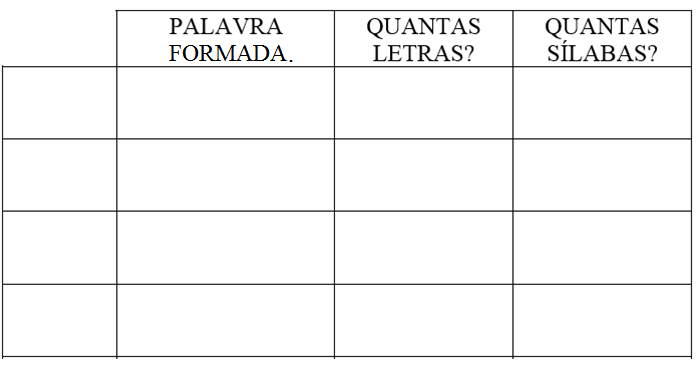 PALAVRA
FORMADA.
QUANTAS
LETRAS?
QUANTAS
SÍLABAS?